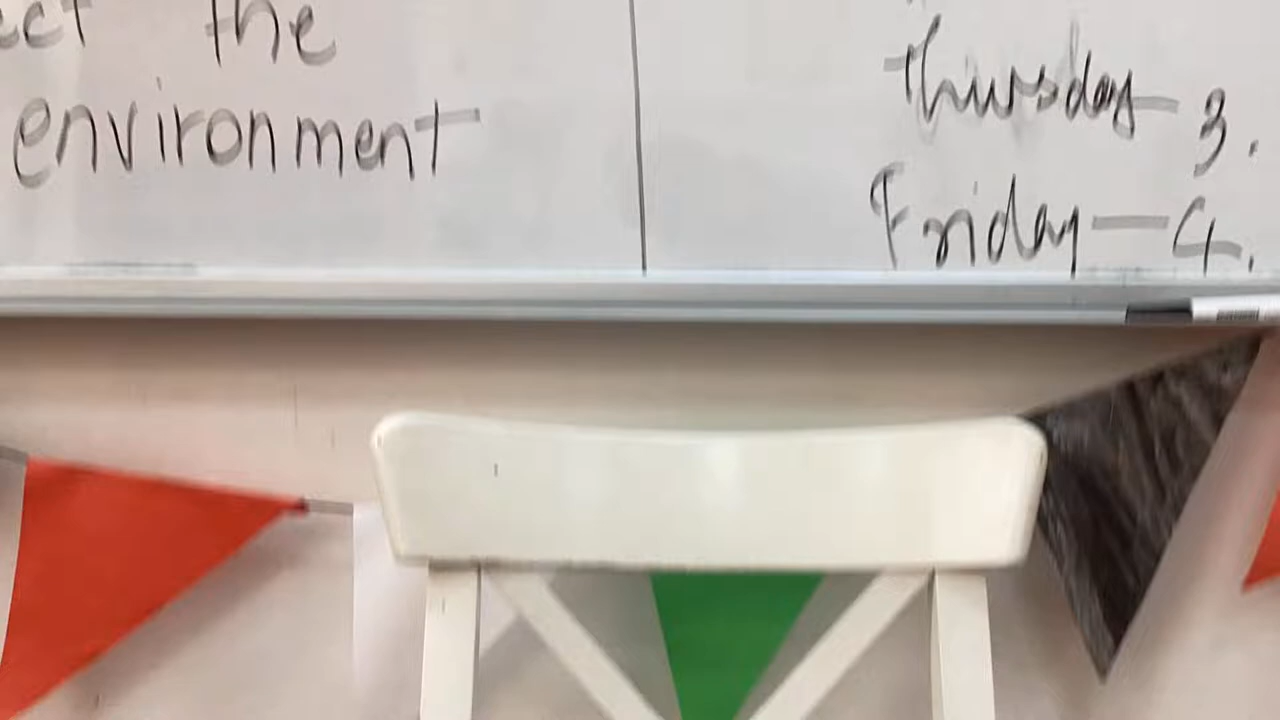 the
environment
Thursday - 3.
Friday - 4.